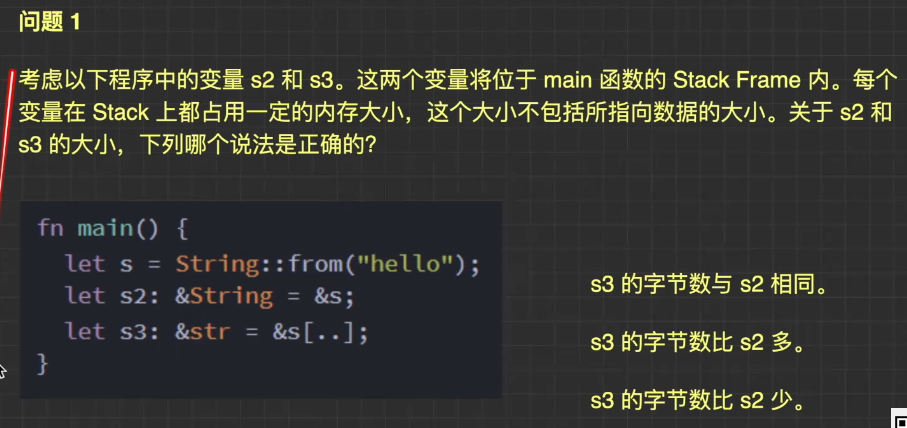 问题 1
考虑以下程序中的变量 s2 和 s3。这两个变量将位于 main 函数的 Stack Frame 内。每个
变量在 Stack 上都占用一定的内存大小，这个大小不包括所指向数据的大小。关于 s2 和
s3 的大小，下列哪个说法是正确的？
fn main() {
  let s = String::from("hello");
  let s2: &String = &s;
  let s3: &str = &s[..];
}
s3 的字节数与 s2 相同。
s3 的字节数比 s2 多。
s3 的字节数比 s2 少。